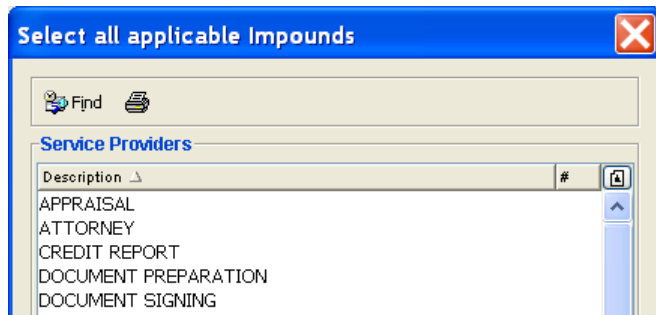 Select all applicable Impounds
Find
Service Providers
Description #
APPRAISAL
ATTORNEY
CREDIT REPORT
DOCUMENT PREPARATION
DOCUMENT SIGNING